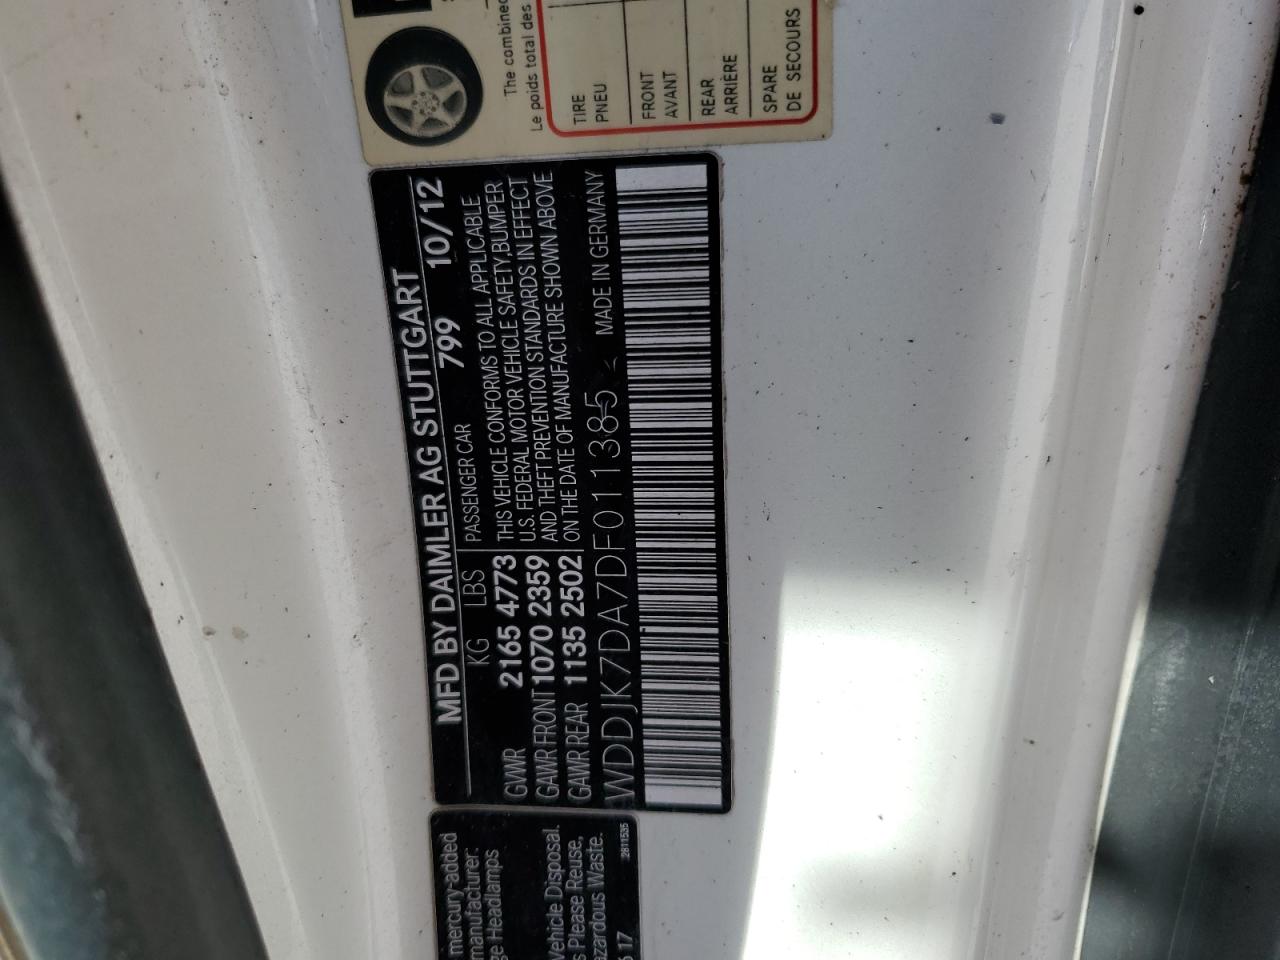 The combined
Le poids total des
TIRE
PNEU
FRONT
AVANT
REAR
ARRIÈRE
SPARE
DE SECOURS
MFD BY DAIMLER AG STUTTGART
799 10/12
KG LBS
PASSENGER CAR
GVWR 2165 4773
GAWR FRONT 1070 2359
GAWR REAR 1135 2502
THIS VEHICLE CONFORMS TO ALL APPLICABLE
U.S. FEDERAL MOTOR VEHICLE SAFETY,BUMPER,
AND THEFT PREVENTION STANDARDS IN EFFECT
ON THE DATE OF MANUFACTURE SHOWN ABOVE
WDDJK7DA7DF011385 MADE IN GERMANY
mercury-added
manufacturer:
Headlamps
Vehicle Disposal.
Please Reuse,
Waste.
2811535